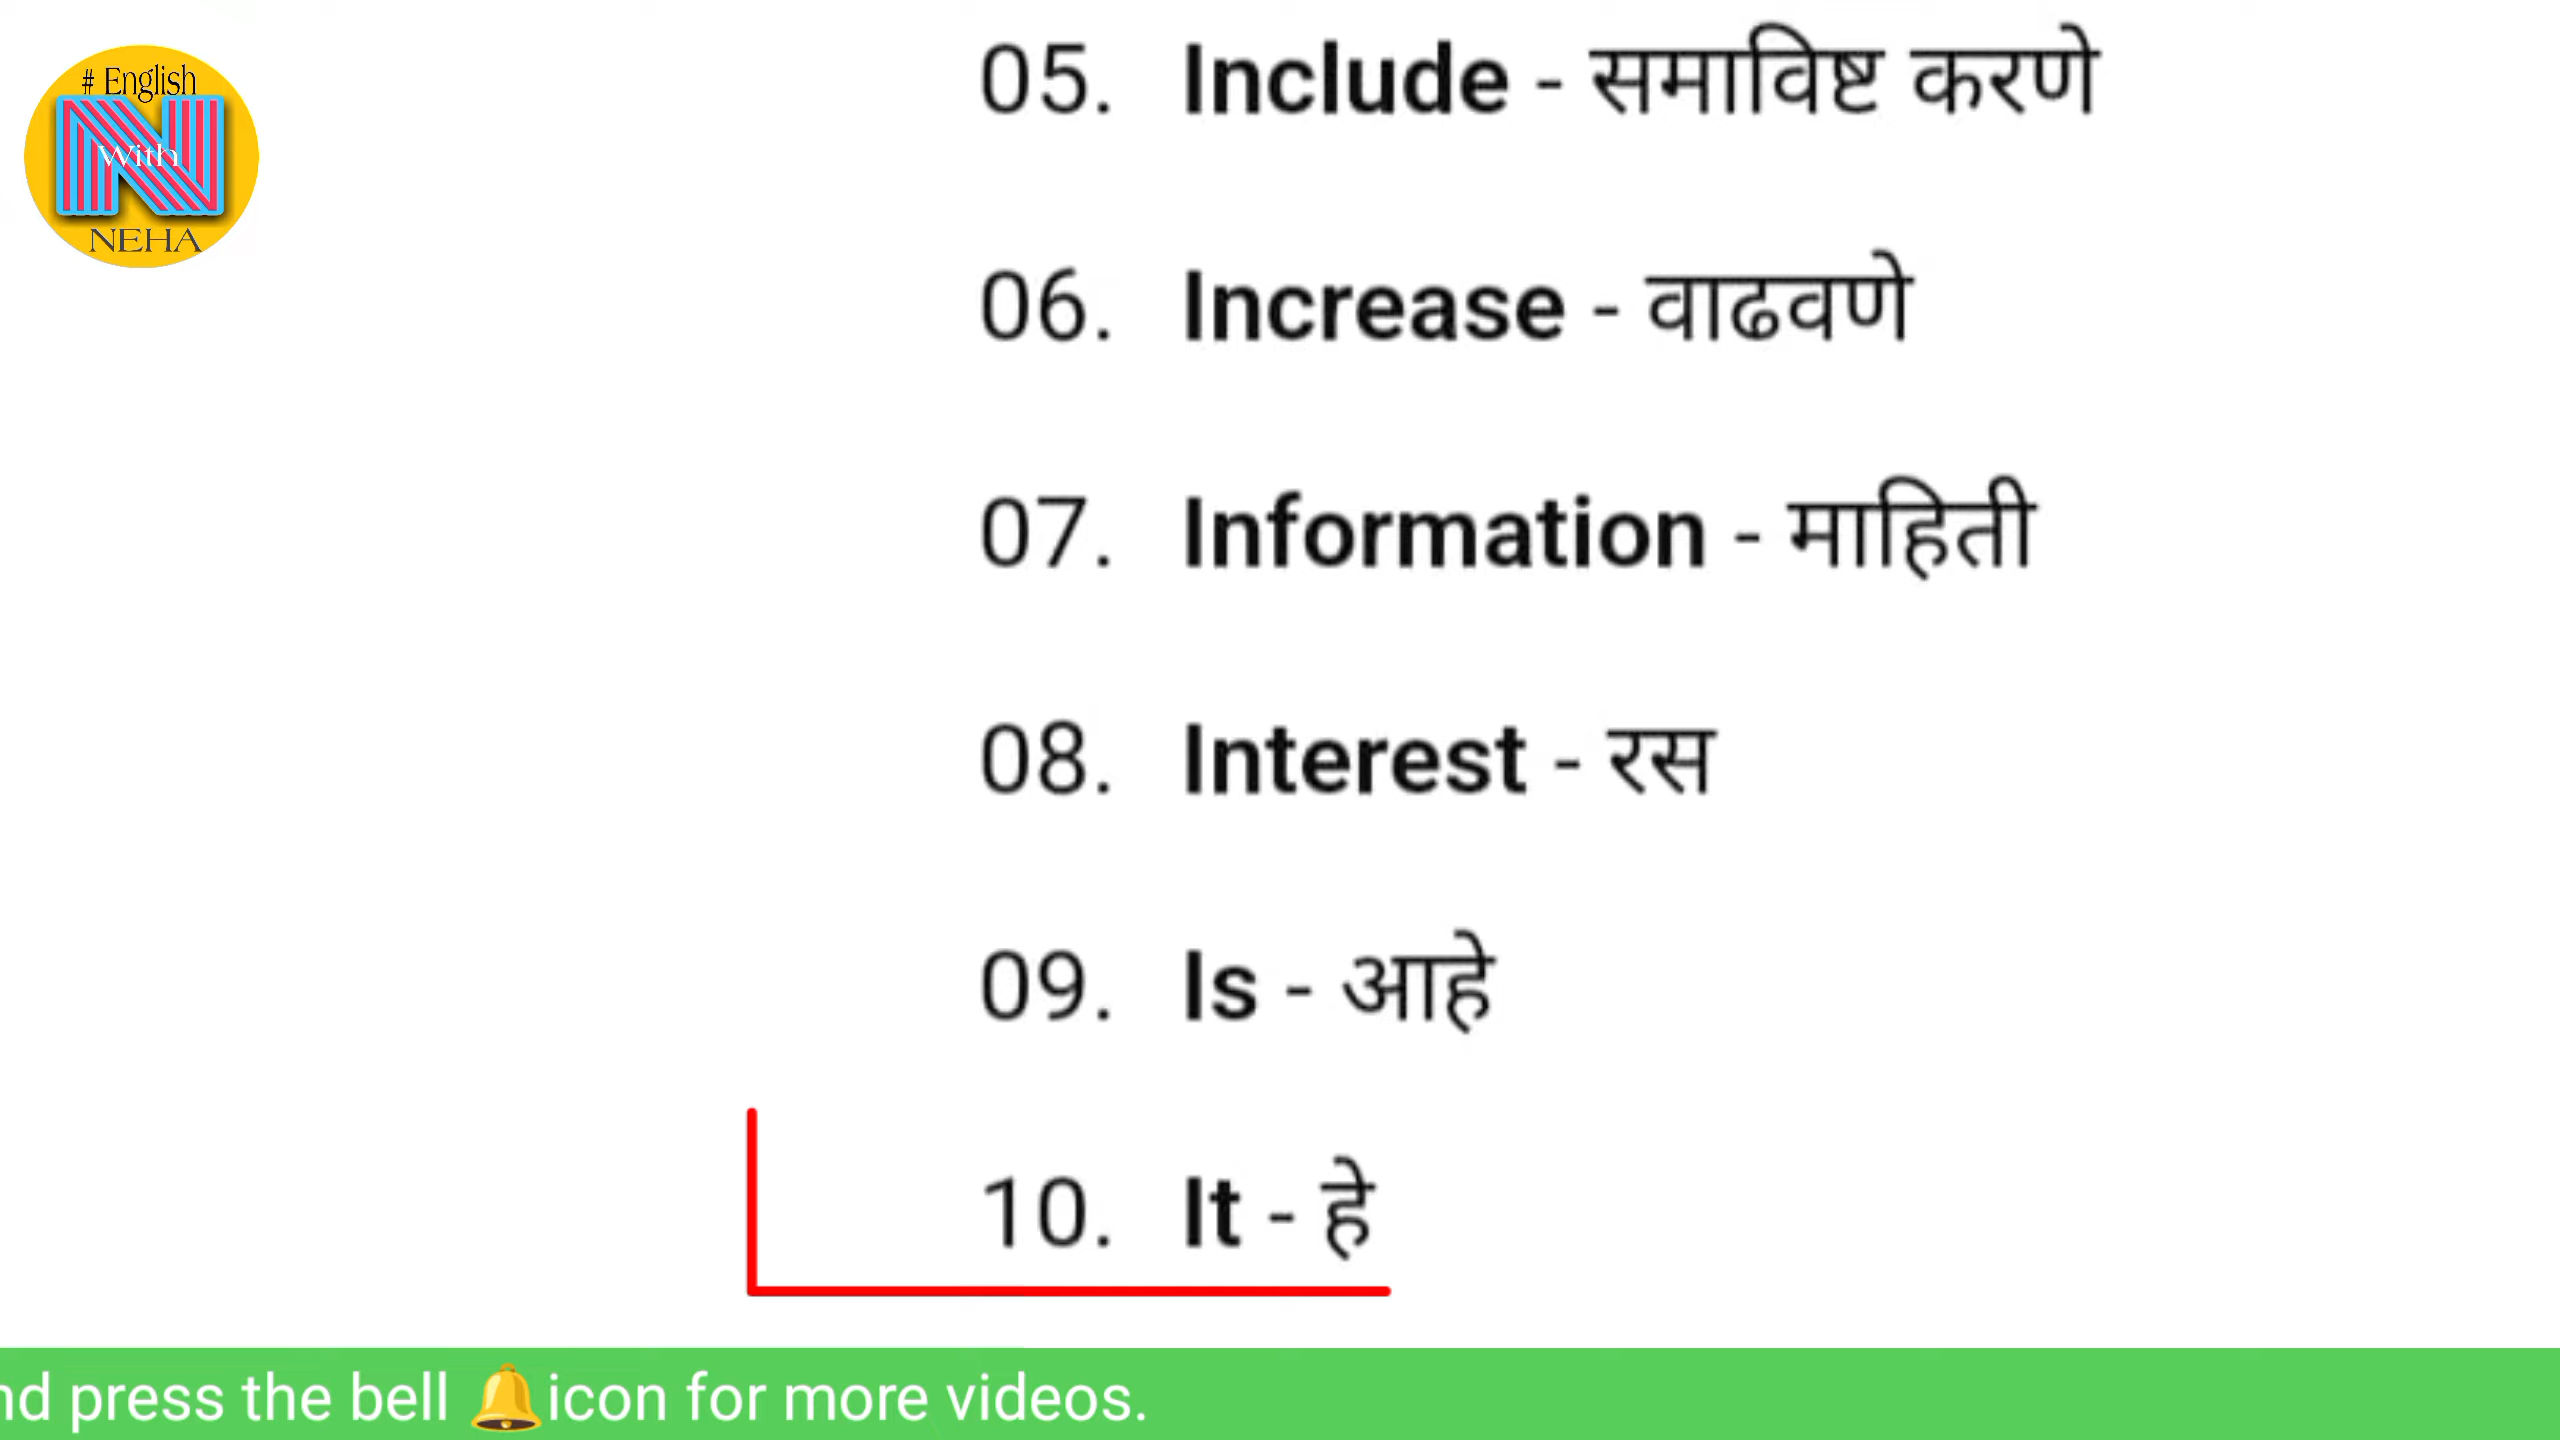 # English
With
NEHA
05. Include - समाविष्ट करणे
06. Increase - वाढवणे
07. Information - माहिती
08. Interest - रस
09. Is - आहे
10. It - हे
nd press the bell 🔔icon for more videos.